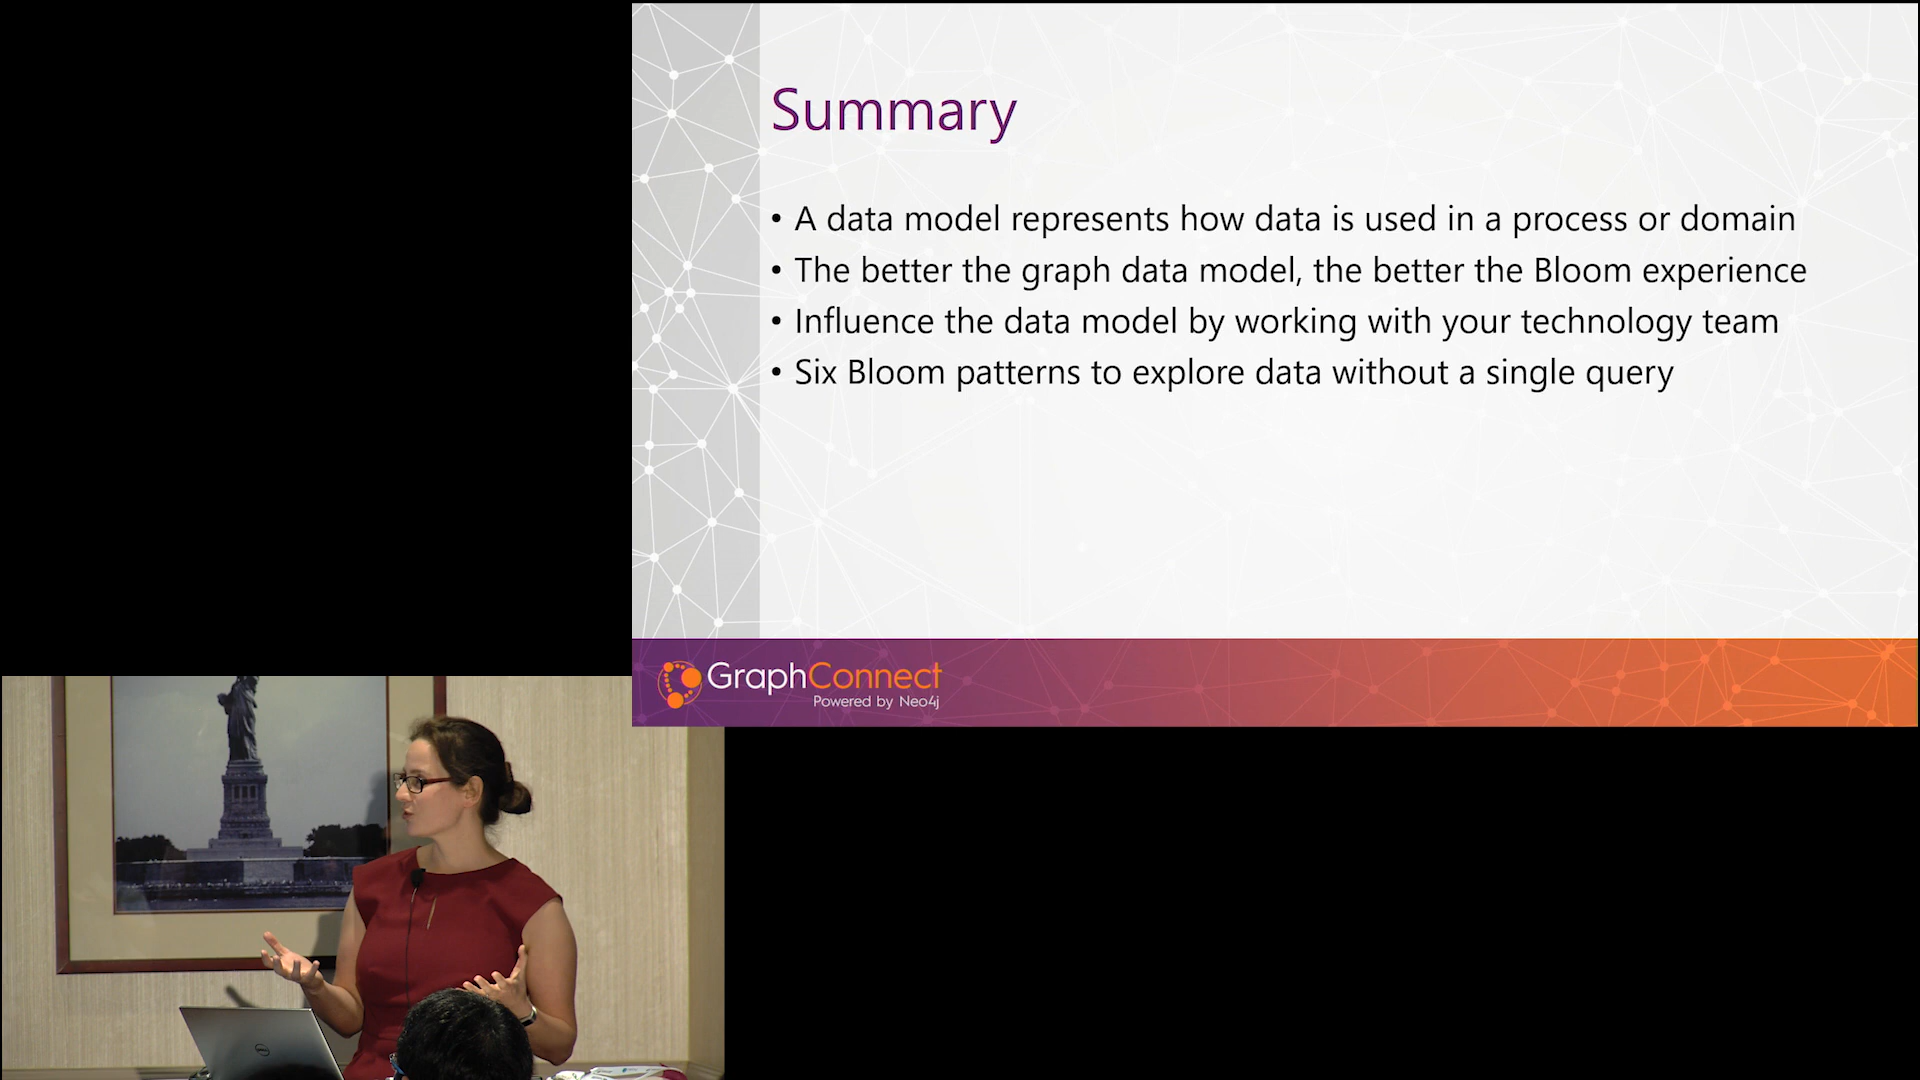 Summary
• A data model represents how data is used in a process or domain
• The better the graph data model, the better the Bloom experience
• Influence the data model by working with your technology team
• Six Bloom patterns to explore data without a single query
GraphConnect
Powered by Neo4j
DELL